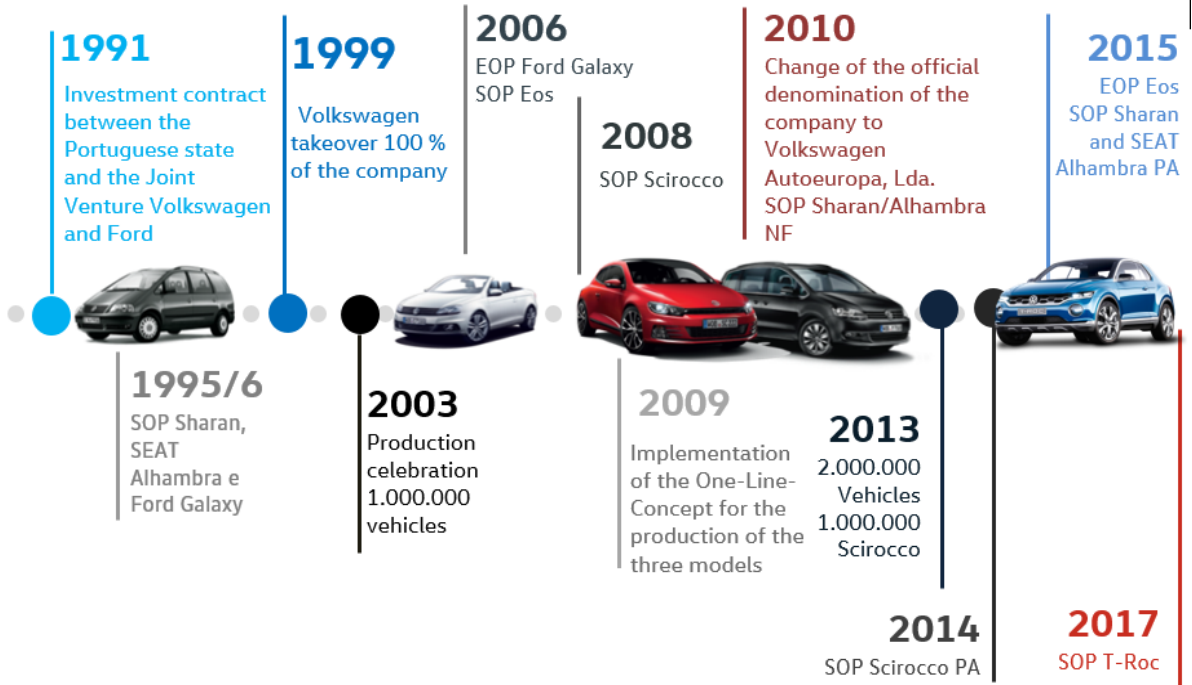 1991
Investment contract
between the
Portuguese state
and the Joint
Venture Volkswagen
and Ford
1995/6
SOP Sharan,
SEAT
Alhambra e
Ford Galaxy
1999
Volkswagen
takeover 100 %
of the company
2003
Production
celebration
1.000.000
vehicles
2006
EOP Ford Galaxy
SOP Eos
2008
SOP Scirocco
2009
Implementation
of the One-Line-
Concept for the
production of the
three models
2010
Change of the official
denomination of the
company to
Volkswagen
Autoeuropa, Lda.
SOP Sharan/Alhambra
NF
2013
2.000.000
Vehicles
1.000.000
Scirocco
2014
SOP Scirocco PA
2015
EOP Eos
SOP Sharan
and SEAT
Alhambra PA
2017
SOP T-Roc